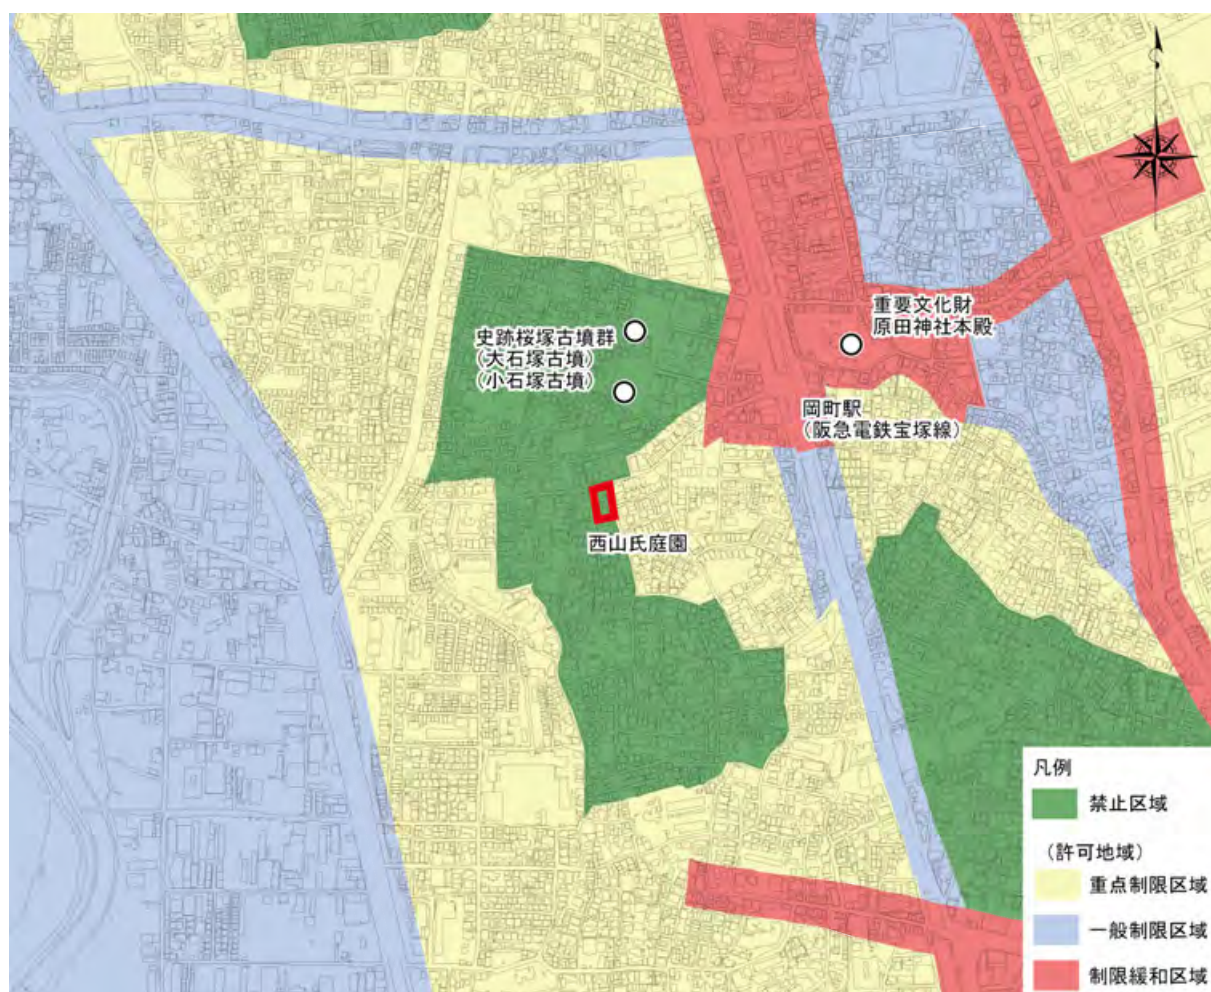 重要文化財
原田神社本殿
史跡桜塚古墳群
（大石塚古墳）
（小石塚古墳）
岡町駅
（阪急電鉄宝塚線）
西山氏庭園
凡例
禁止区域
（許可地域）
重点制限区域
一般制限区域
制限緩和区域